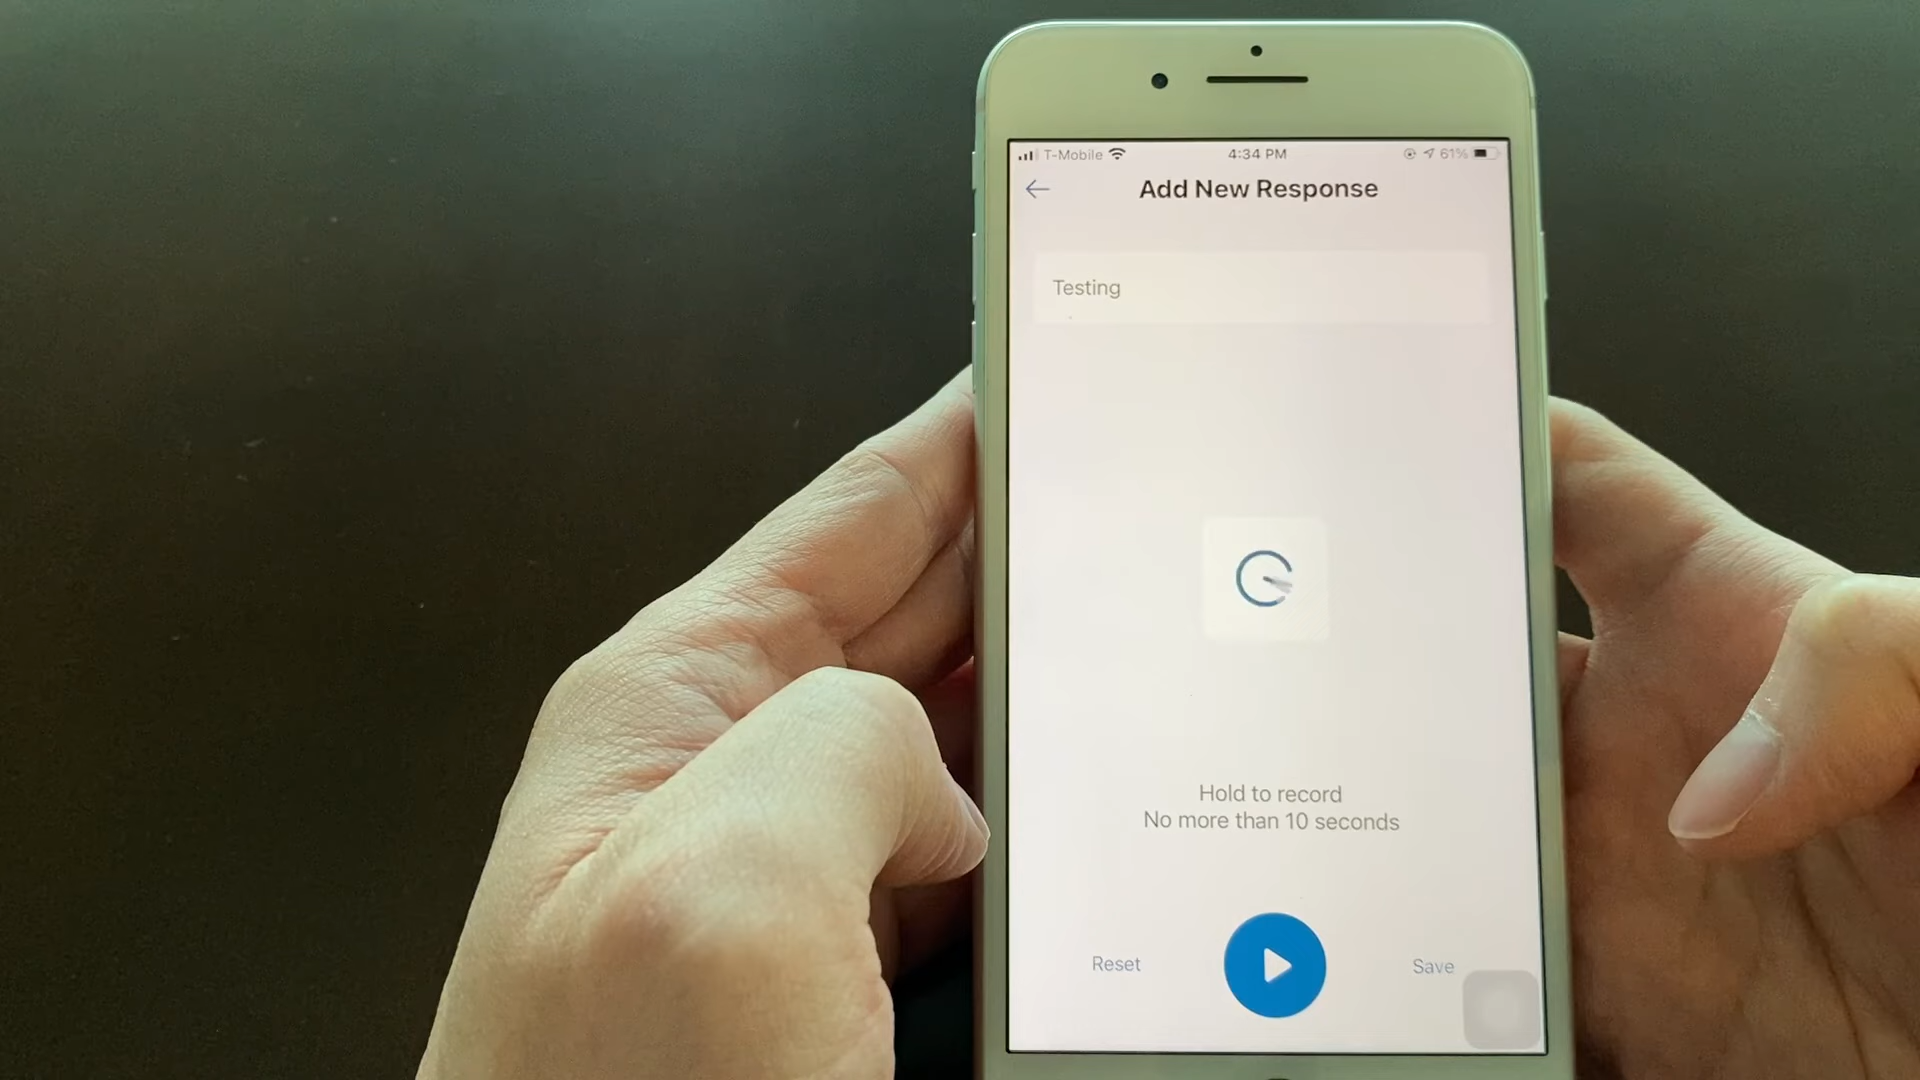 T-Mobile 4:34 PM 61%
Add New Response
Testing
Hold to record
No more than 10 seconds
Reset Save